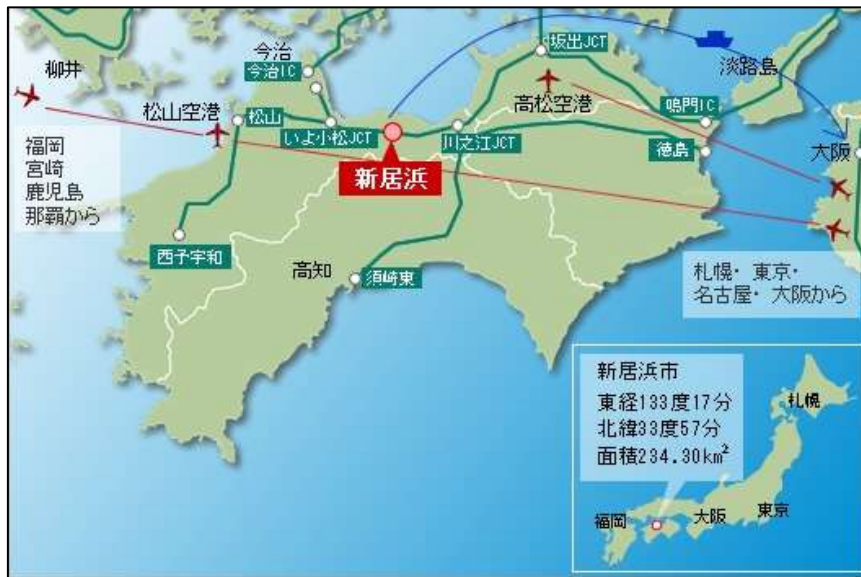 今治
今治IC
坂出JCT
柳井
淡路島
松山空港
松山
高松空港
鳴門IC
いよ小松JCT
川之江JCT
徳島
大阪
新居浜
福岡
宮崎
鹿児島
那覇から
西予宇和
高知
須崎東
札幌・東京・
名古屋・大阪から
新居浜市
東経133度17分
北緯33度57分
面積234.30km²
札幌
福岡
大阪
東京